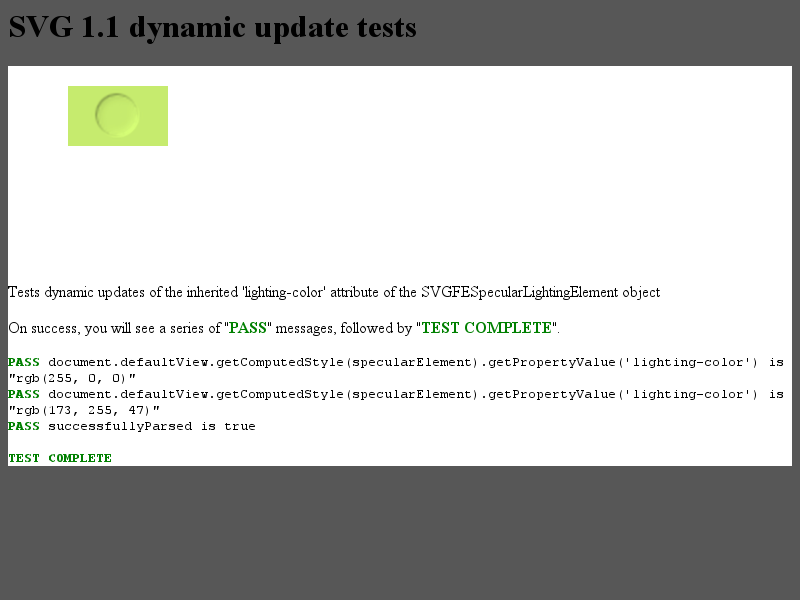 SVG 1.1 dynamic update tests
Tests dynamic updates of the inherited 'lighting-color' attribute of the SVGFESpecularLightingElement object
On success, you will see a series of "PASS" messages, followed by "TEST COMPLETE".
PASS document.defaultView.getComputedStyle(specularElement).getPropertyValue('lighting-color') is
"rgb(255, 0, 0)"
PASS document.defaultView.getComputedStyle(specularElement).getPropertyValue('lighting-color') is
"rgb(173, 255, 47)"
PASS successfullyParsed is true
TEST COMPLETE